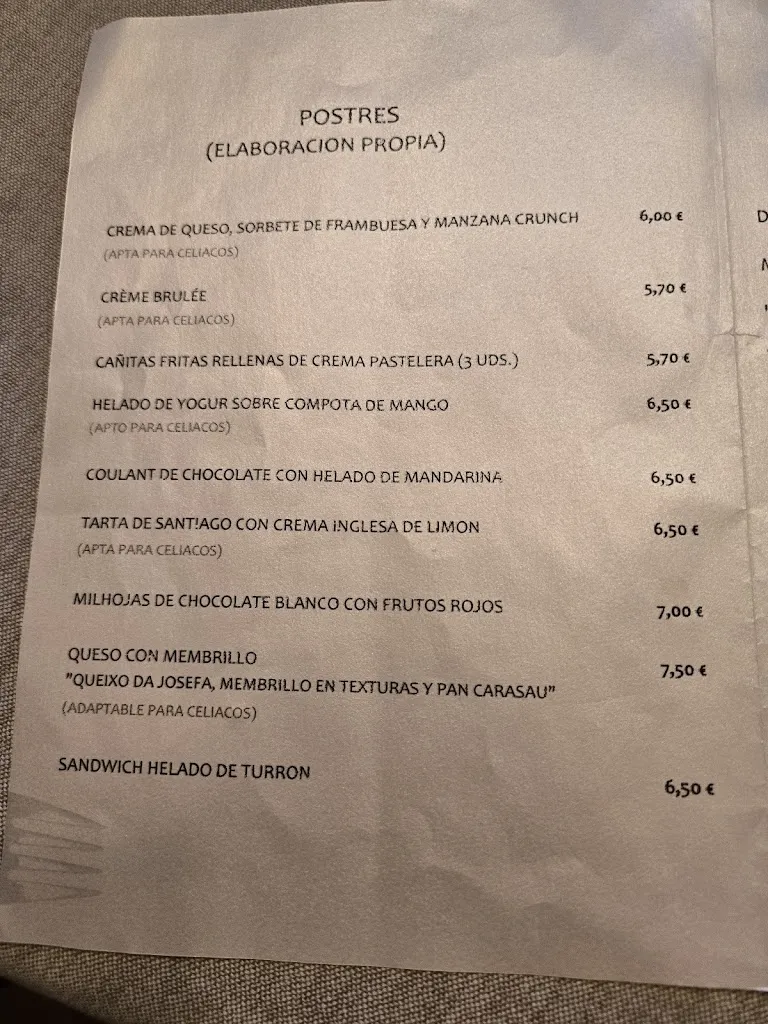 POSTRES
(ELABORACION PROPIA)
CREMA DE QUESO, SORBETE DE FRAMBUESA Y MANZANA CRUNCH 6,00 €
(APTA PARA CELIACOS)
CRÈME BRULÉE 5,70 €
(APTA PARA CELIACOS)
CAÑITAS FRITAS RELLENAS DE CREMA PASTELERA (3 UDS.) 5,70 €
HELADO DE YOGUR SOBRE COMPOTA DE MANGO 6,50 €
(APTO PARA CELIACOS)
COULANT DE CHOCOLATE CON HELADO DE MANDARINA 6,50 €
TARTA DE SANTIAGO CON CREMA INGLESA DE LIMON 6,50 €
(APTA PARA CELIACOS)
MILHOJAS DE CHOCOLATE BLANCO CON FRUTOS ROJOS 7,00 €
QUESO CON MEMBRILLO 7,50 €
"QUEIXO DA JOSEFA, MEMBRILLO EN TEXTURAS Y PAN CARASAU"
(ADAPTABLE PARA CELIACOS)
SANDWICH HELADO DE TURRON 6,50 €